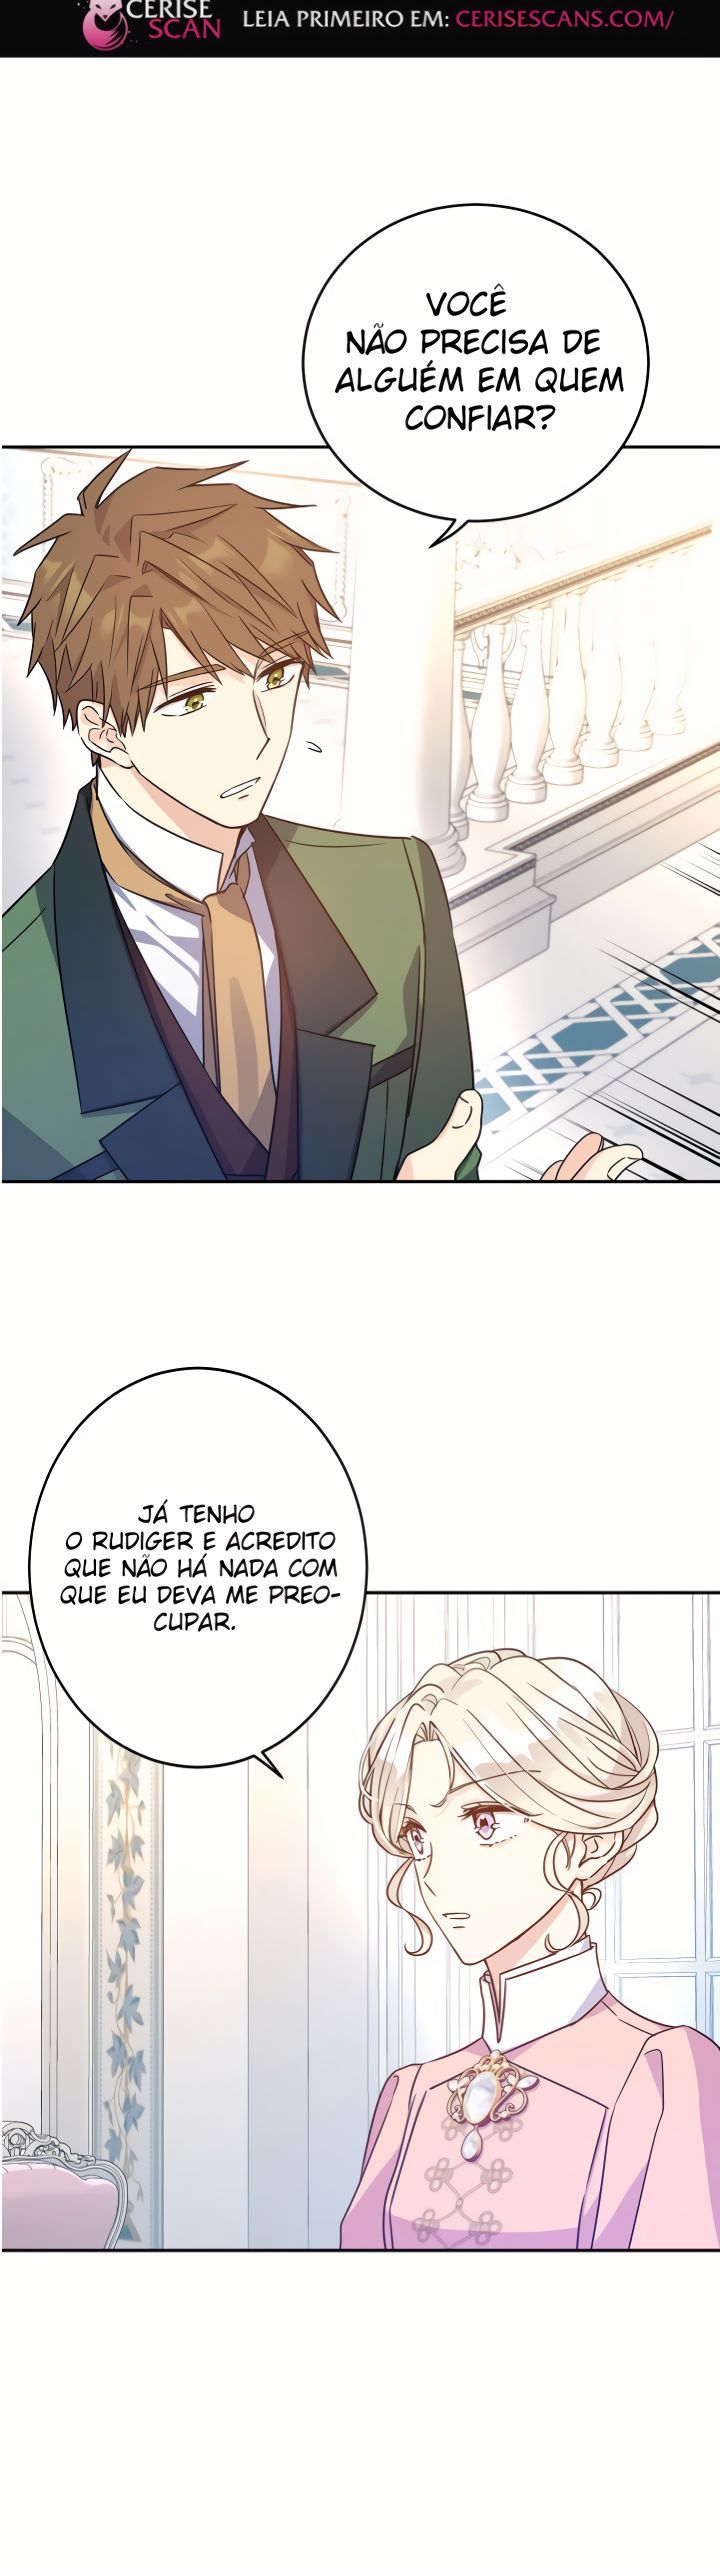 CERISE
SCAN
LEIA PRIMEIRO EM: CERISESCANS.COM/
VOCÊ
NÃO PRECISA DE
ALGUÉM EM QUEM
CONFIAR?
JÁ TENHO
O RUDIGER E ACREDITO
QUE NÃO HÁ NADA COM
QUE EU DEVA ME PREO-
CUPAR.